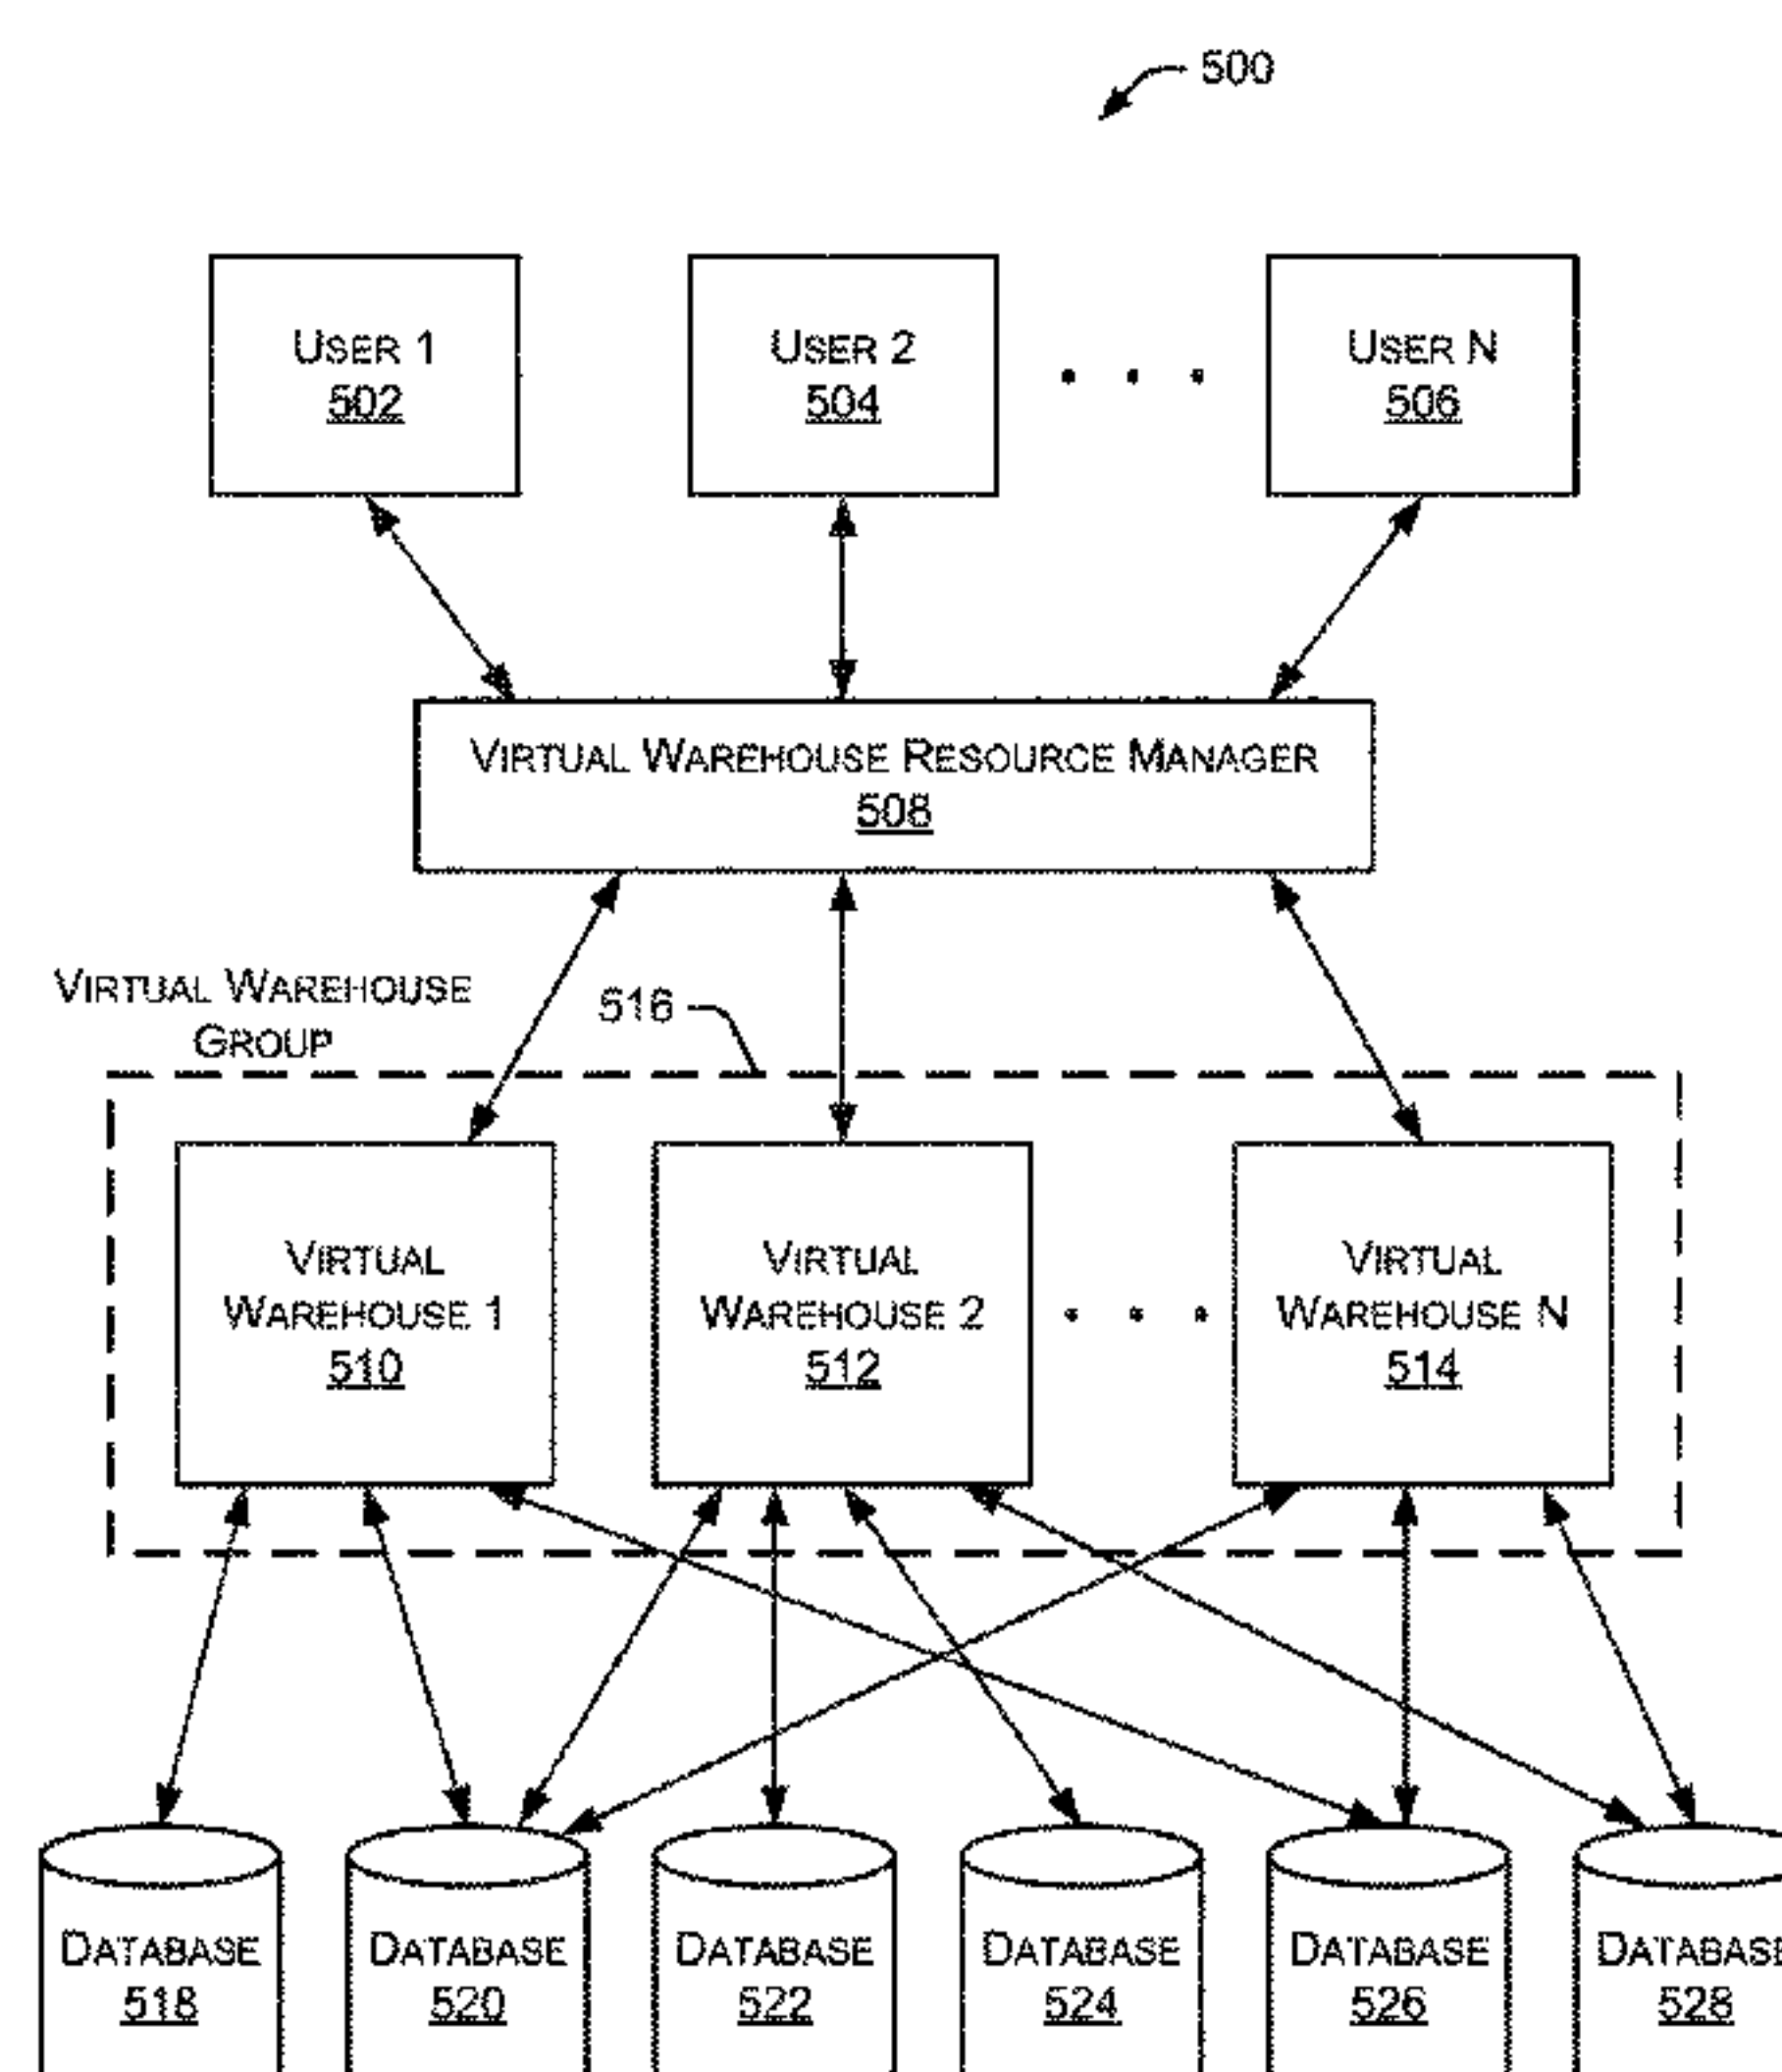 500
USER 1
502
USER 2
504
USER N
506
VIRTUAL WAREHOUSE RESOURCE MANAGER
508
VIRTUAL WAREHOUSE
GROUP
516
VIRTUAL
WAREHOUSE 1
510
VIRTUAL
WAREHOUSE 2
512
VIRTUAL
WAREHOUSE N
514
DATABASE
518
DATABASE
520
DATABASE
522
DATABASE
524
DATABASE
526
DATABASE
528